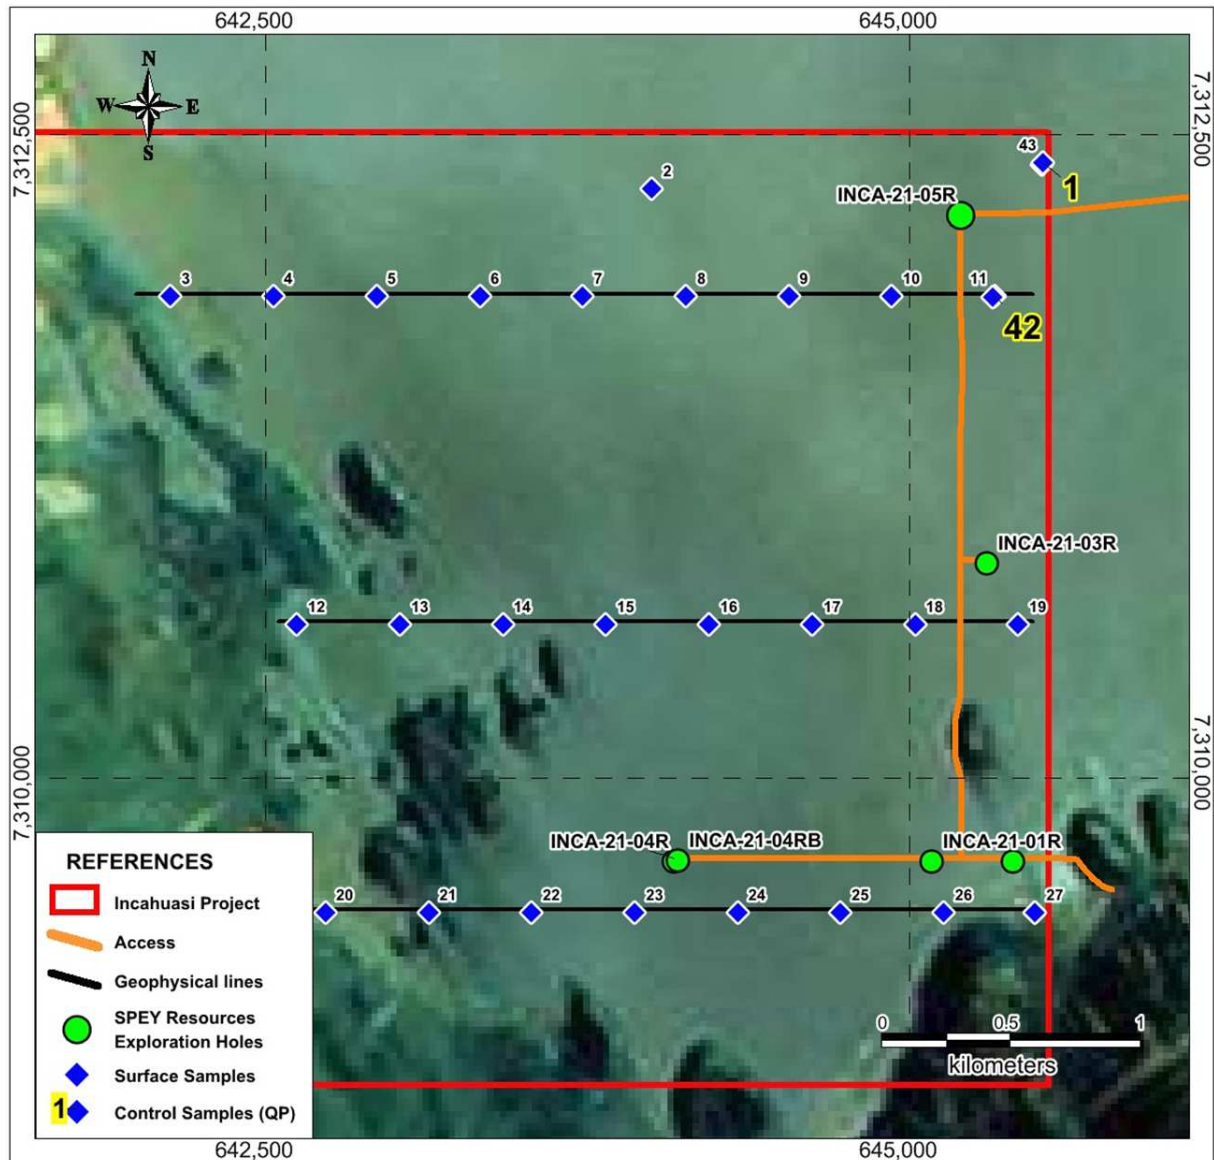 642,500 645,000
N
W E
S
7,312,500 7,312,500
43
1
2
INCA-21-05R
3 4 5 6 7 8 9 10 11
42
INCA-21-03R
12 13 14 15 16 17 18 19
7,310,000 7,310,000
INCA-21-04R INCA-21-04RB INCA-21-01R
20 21 22 23 24 25 26 27
REFERENCES
Incahuasi Project
Access
Geophysical lines
SPEY Resources
Exploration Holes
Surface Samples
1 Control Samples (QP)
0 0.5 1
kilometers
642,500 645,000